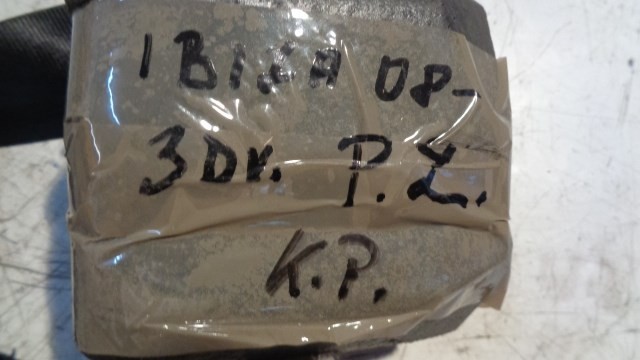 IBIZA 08-
3DV. P.L.
K.P.